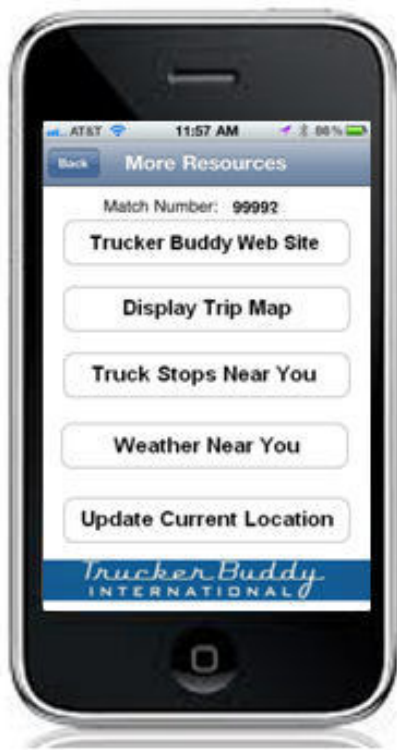 AT&T 11:57 AM 86%
Back More Resources
Match Number: 99992
Trucker Buddy Web Site
Display Trip Map
Truck Stops Near You
Weather Near You
Update Current Location
Trucker Buddy
INTERNATIONAL